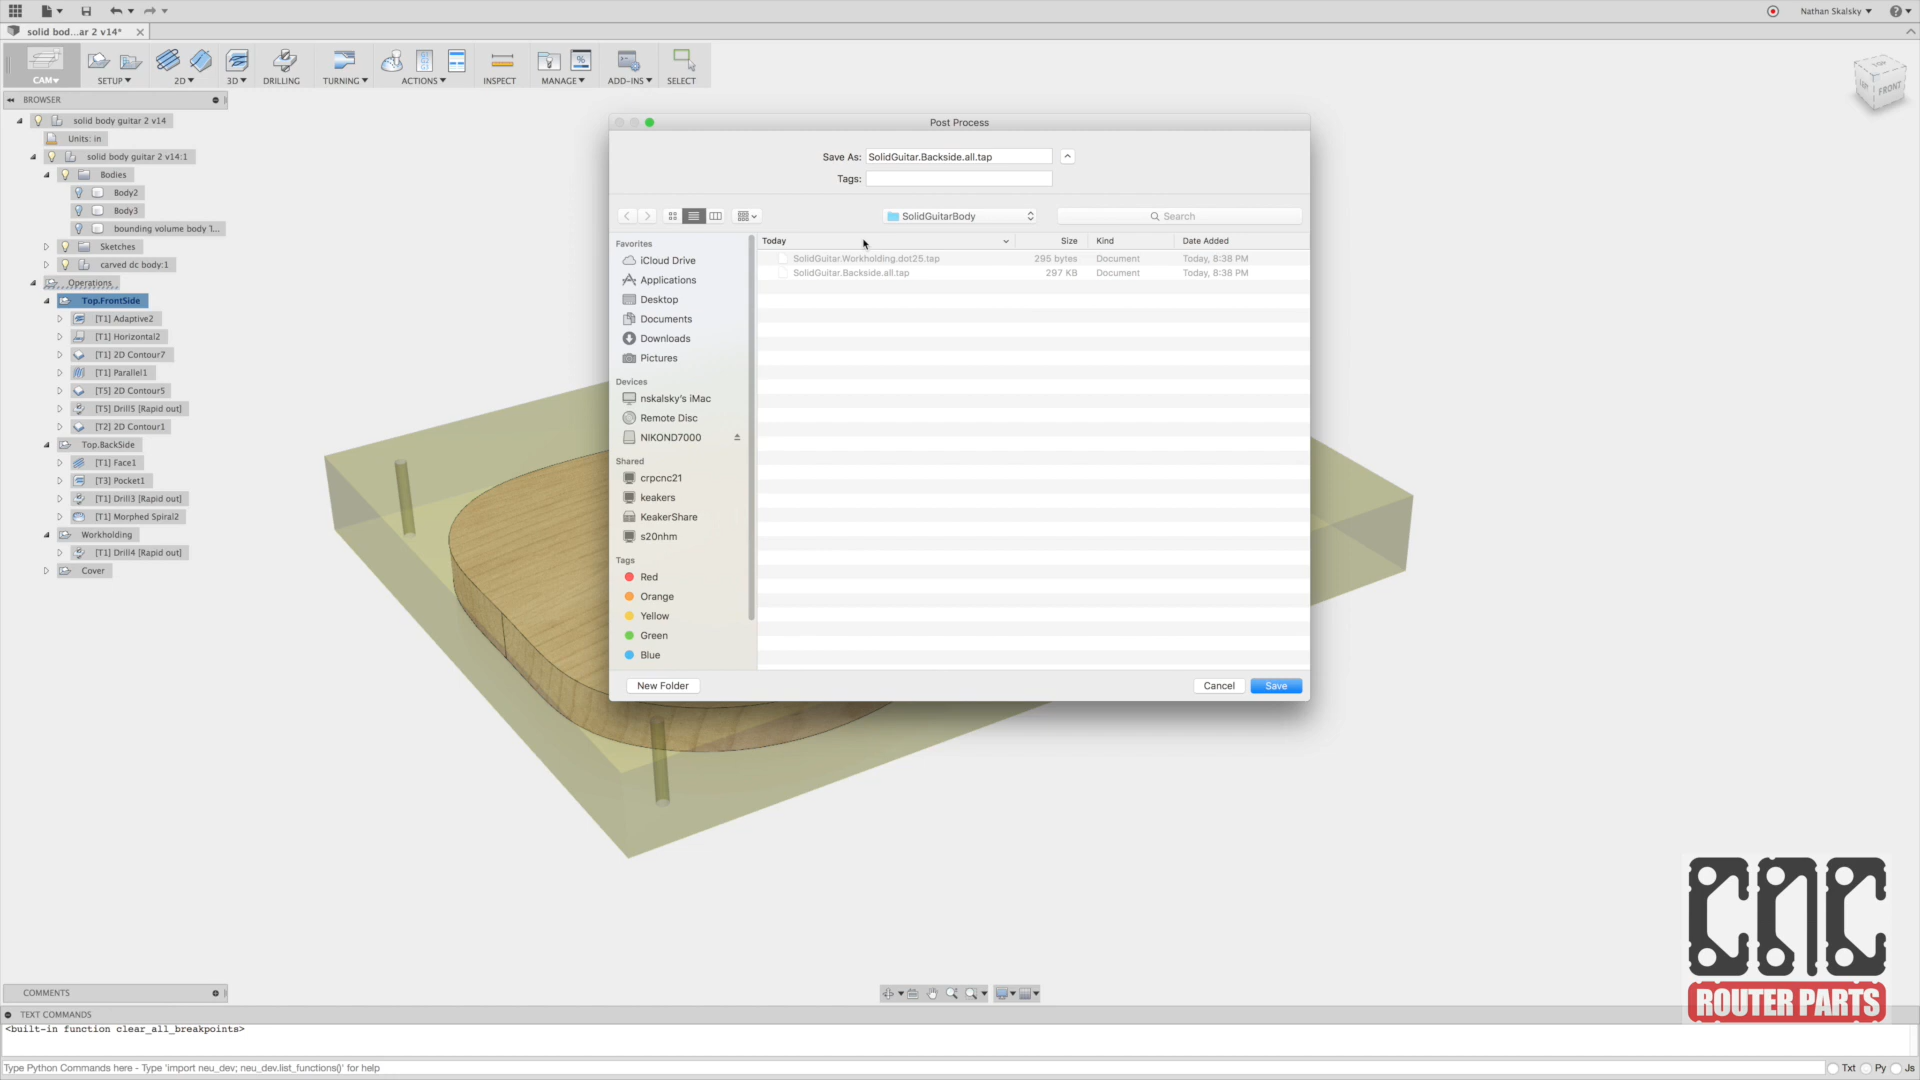 Nathan Skalsky
solid bod...ar 2 v14*
CAM
SETUP
2D
3D
DRILLING
TURNING
ACTIONS
INSPECT
MANAGE
ADD-INS
SELECT
TOP
FRONT
BROWSER
solid body guitar 2 v14
Units: in
solid body guitar 2 v14:1
Bodies
Body2
Body3
bounding volume body 'I...
Sketches
carved dc body:1
Operations
Top.FrontSide
[T1] Adaptive2
[T1] Horizontal2
[T1] 2D Contour7
[T1] Parallel1
[T5] 2D Contour5
[T5] Drill5 [Rapid out]
[T2] 2D Contour1
Top.BackSide
[T1] Face1
[T3] Pocket1
[T1] Drill3 [Rapid out]
[T1] Morphed Spiral2
Workholding
[T1] Drill4 [Rapid out]
Cover
Post Process
Save As: SolidGuitar.Backside.all.tap
Tags:
SolidGuitarBody
Search
Favorites
iCloud Drive
Applications
Desktop
Documents
Downloads
Pictures
Devices
nskalsky's iMac
Remote Disc
NIKOND7000
Shared
crpcnc21
keakers
KeakerShare
s20nhm
Tags
Red
Orange
Yellow
Green
Blue
Today Size Kind Date Added
SolidGuitar.Workholding.dot25.tap 295 bytes Document Today, 8:38 PM
SolidGuitar.Backside.all.tap 297 KB Document Today, 8:38 PM
New Folder
Cancel
Save
CNC
ROUTER PARTS
COMMENTS
TEXT COMMANDS
<built-in function clear_all_breakpoints>
Type Python Commands here - Type 'import neu_dev; neu_dev.list_functions()' for help
Txt Py Js